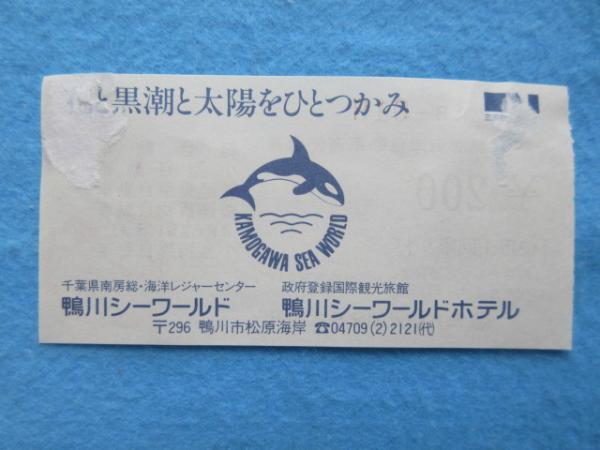 と黒潮と太陽をひとつかみ
KAMOGAWA SEA WORLD
千葉県南房総・海洋レジャーセンター
鴨川シーワールド
政府登録国際観光旅館
鴨川シーワールドホテル
〒296 鴨川市松原海岸 ☎04709(2)2121(代)